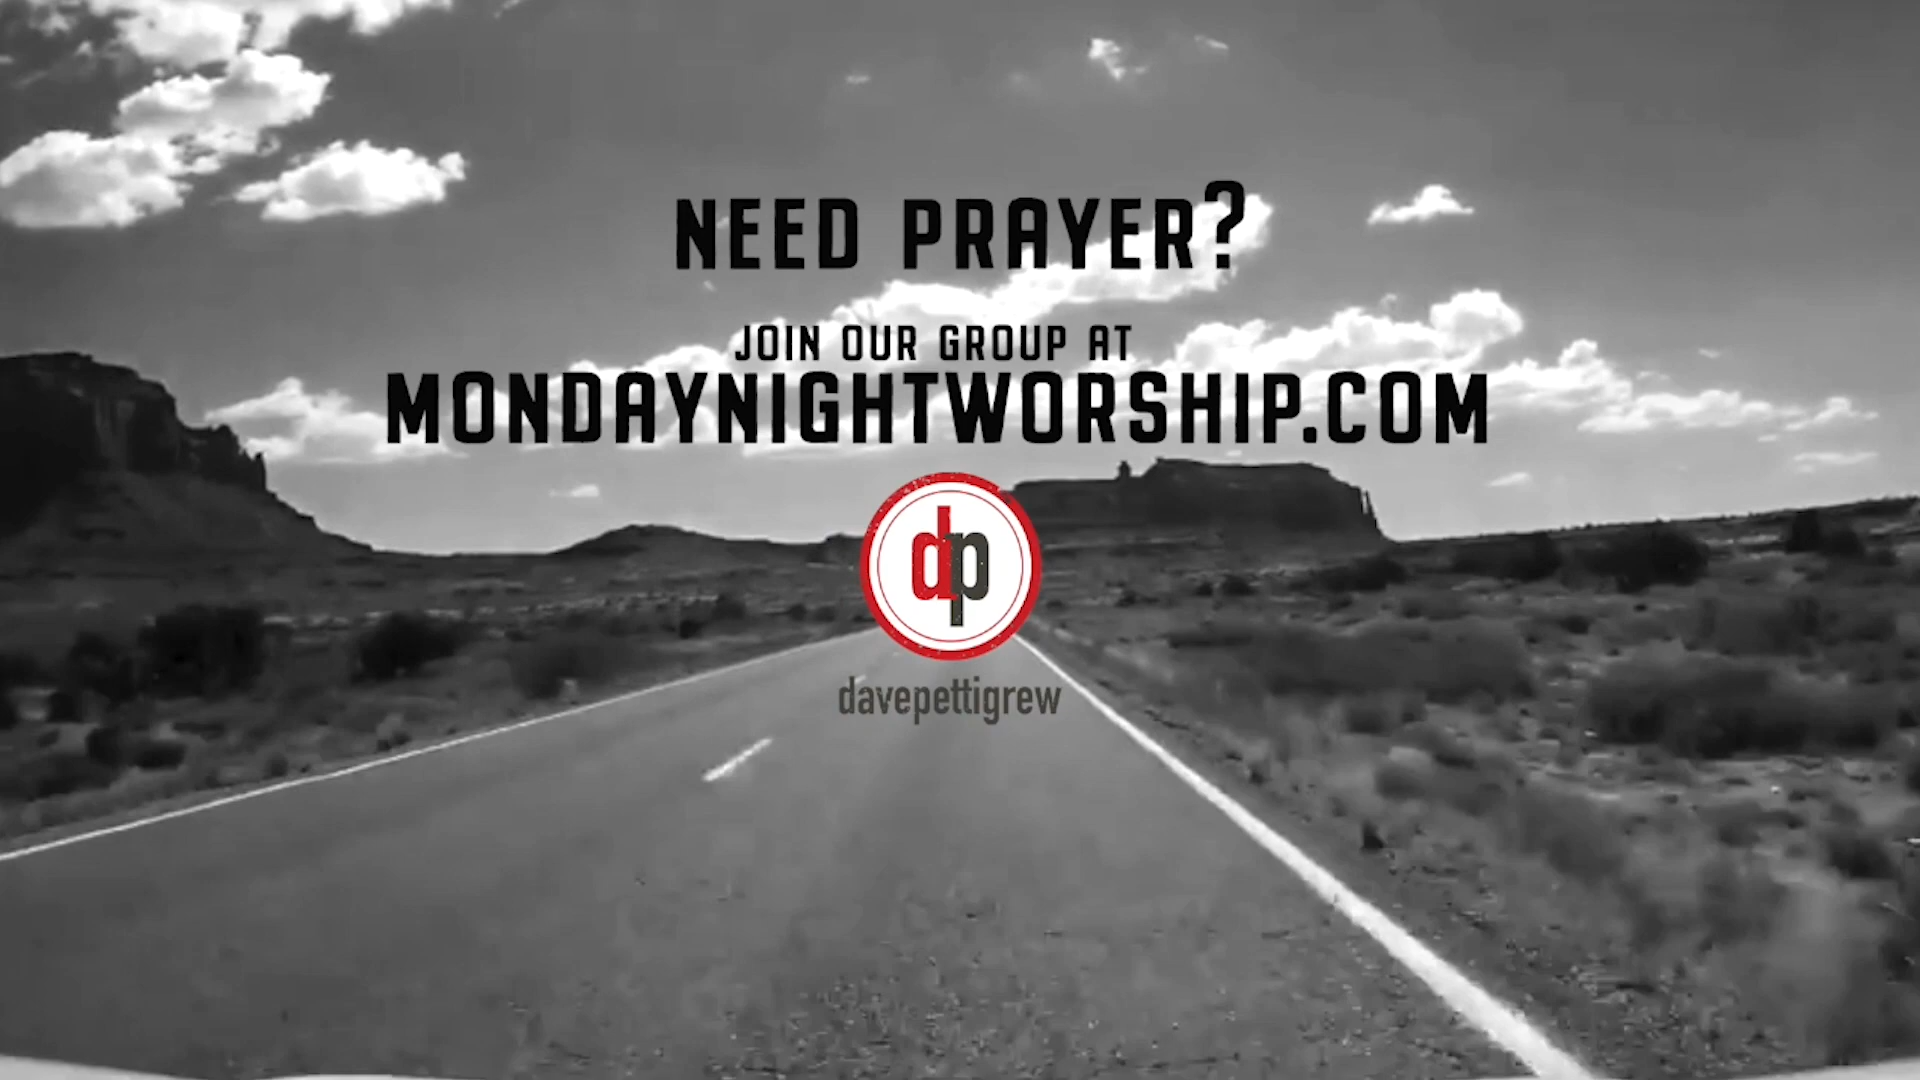 NEED PRAYER?
JOIN OUR GROUP AT
MONDAYNIGHTWORSHIP.COM
dp
davepettigrew